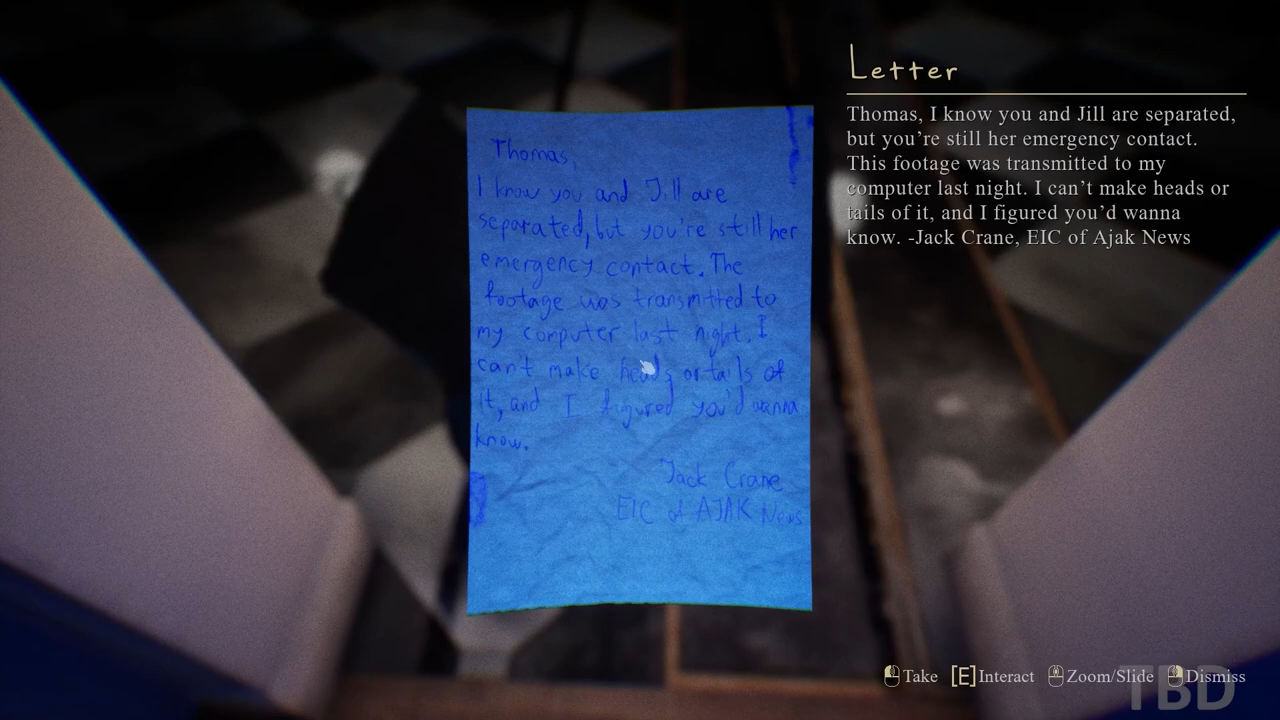 Letter
Thomas, I know you and Jill are separated,
but you're still her emergency contact.
This footage was transmitted to my
computer last night. I can't make heads or
tails of it, and I figured you'd wanna
know. -Jack Crane, EIC of Ajak News
Thomas,
I know you and Jill are
separated, but you're still her
emergency contact. The
footage was transmitted to
my computer last night. I
can't make heads or tails of
it, and I figured you'd wanna
know.
Jack Crane
EIC of AJAK News
Take [E]Interact Zoom/Slide Dismiss
TBD